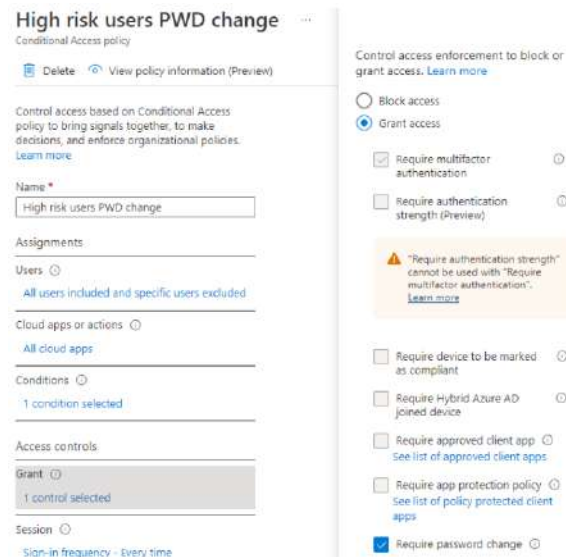 High risk users PWD change ...
Conditional Access policy
Delete View policy information (Preview)
Control access based on Conditional Access
policy to bring signals together, to make
decisions, and enforce organizational policies.
Learn more
Name *
High risk users PWD change
Assignments
Users
All users included and specific users excluded
Cloud apps or actions
All cloud apps
Conditions
1 condition selected
Access controls
Grant
1 control selected
Session
Sign-in frequency - Every time
Control access enforcement to block or
grant access. Learn more
Block access
Grant access
Require multifactor
authentication
Require authentication
strength (Preview)
"Require authentication strength"
cannot be used with "Require
multifactor authentication".
Learn more
Require device to be marked
as compliant
Require Hybrid Azure AD
joined device
Require approved client app
See list of approved client apps
Require app protection policy
See list of policy protected client
apps
Require password change